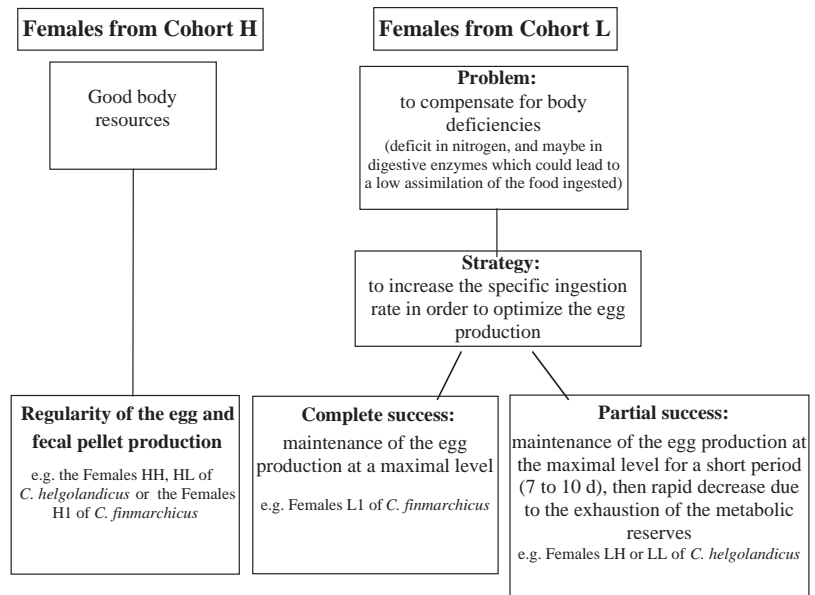 Females from Cohort H
Good body
resources
Regularity of the egg and
fecal pellet production
e.g. the Females HH, HL of
C. helgolandicus or the Females
H1 of C. finmarchicus
Females from Cohort L
Problem:
to compensate for body
deficiencies
(deficit in nitrogen, and maybe in
digestive enzymes which could lead to
a low assimilation of the food ingested)
Strategy:
to increase the specific ingestion
rate in order to optimize the egg
production
Complete success:
maintenance of the egg
production at a maximal level
e.g. Females L1 of C. finmarchicus
Partial success:
maintenance of the egg production at
the maximal level for a short period
(7 to 10 d), then rapid decrease due
to the exhaustion of the metabolic
reserves
e.g. Females LH or LL of C. helgolandicus